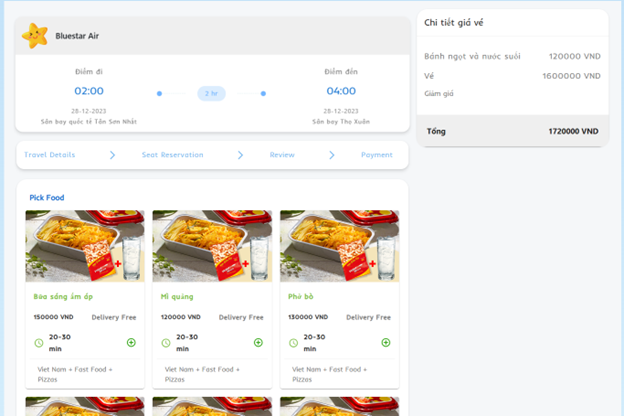 Bluestar Air
Điểm đi
02:00
28-12-2023
Sân bay quốc tế Tân Sơn Nhất
2 hr
Điểm đến
04:00
28-12-2023
Sân bay Thọ Xuân
Chi tiết giá vé
Bánh ngọt và nước suối 120000 VND
Vé 1600000 VND
Giảm giá
Tổng 1720000 VND
Travel Details
Seat Reservation
Review
Payment
Pick Food
Bữa sáng ấm áp
150000 VND Delivery Free
20-30
min
Viet Nam + Fast Food +
Pizzas
Mì quảng
120000 VND Delivery Free
20-30
min
Viet Nam + Fast Food +
Pizzas
Phở bò
130000 VND Delivery Free
20-30
min
Viet Nam + Fast Food +
Pizzas